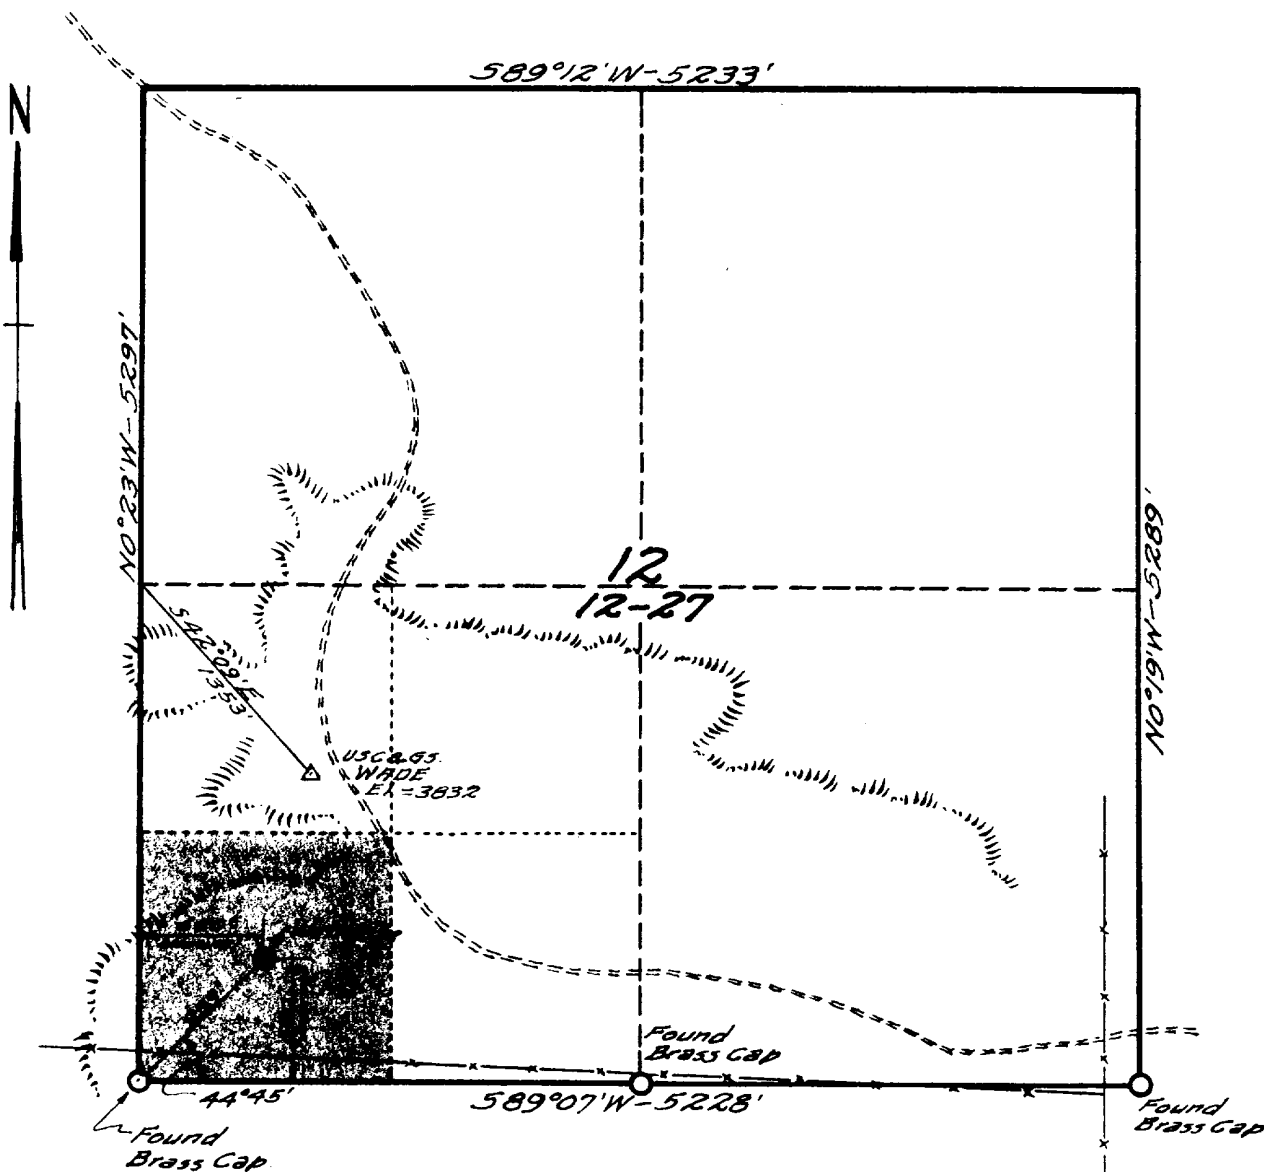 S89°12'W-5233'
N
N0°23'W-5297'
N0°19'W-5289'
12
12-27
S42°09'E
1353'
USC&GS.
WADE
El=3832
Found
Brass Cap
44°45'
S89°07'W-5228'
Found
Brass Cap
Found
Brass Cap